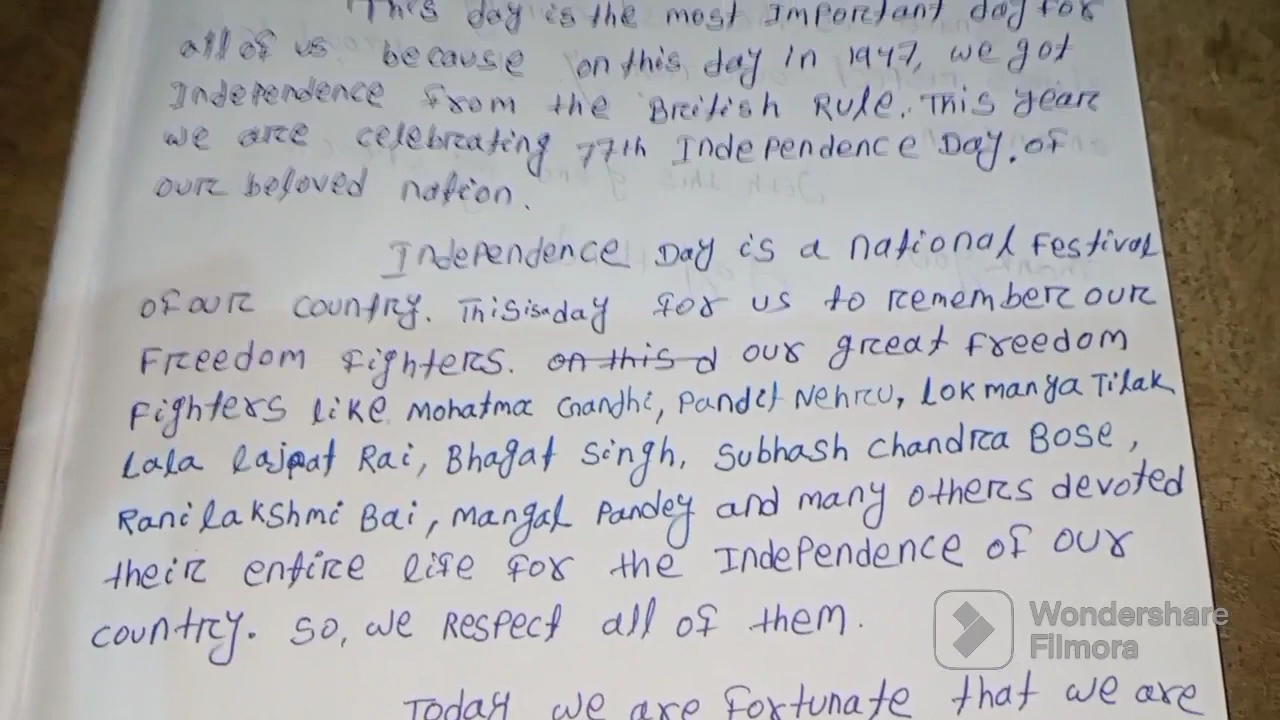 This day is the most Important day for
all of us because on this day in 1947, we got
Independence from the British Rule. This year
we are celebrating 77th Independence Day. of
our beloved nation.
Independence Day is a national Festival
of our country. This is a day for us to remember our
Freedom Fighters. on this d our great freedom
Fighters like Mohatma Gandhi, Pandit Nehru, Lokmanya Tilak
Lala Lajpat Rai, Bhagat Singh, Subhash Chandra Bose,
Rani Lakshmi Bai, Mangal Pandey and many others devoted
their entire life for the Independence of our
country. So, we Respect all of them.
Today we are Fortunate that we are
Wondershare
Filmora